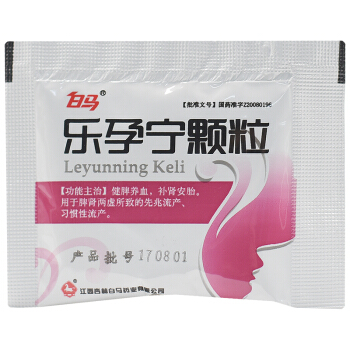 白马
【批准文号】国药准字Z20080196
乐孕宁颗粒
Leyunning Keli
【功能主治】健脾养血，补肾安胎。
用于脾肾两虚所致的先兆流产、
习惯性流产。
产品批号 170801
江西杏林白马药业有限公司